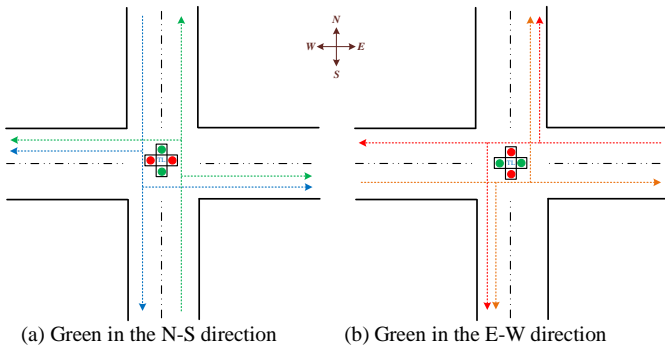 N
W E
S
TL
TL
(a) Green in the N-S direction
(b) Green in the E-W direction